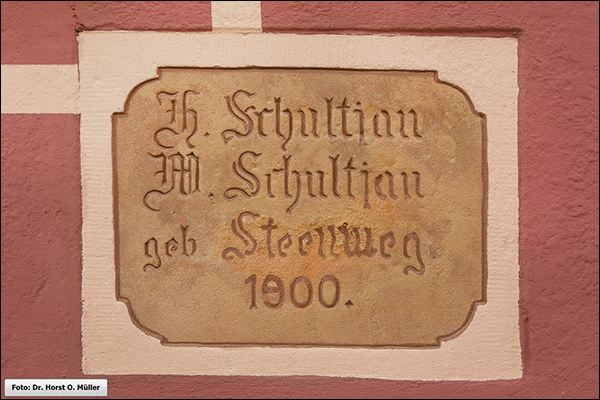 H. Schultjan
M. Schultjan
geb Steenweg.
1900.
Foto: Dr. Horst O. Müller